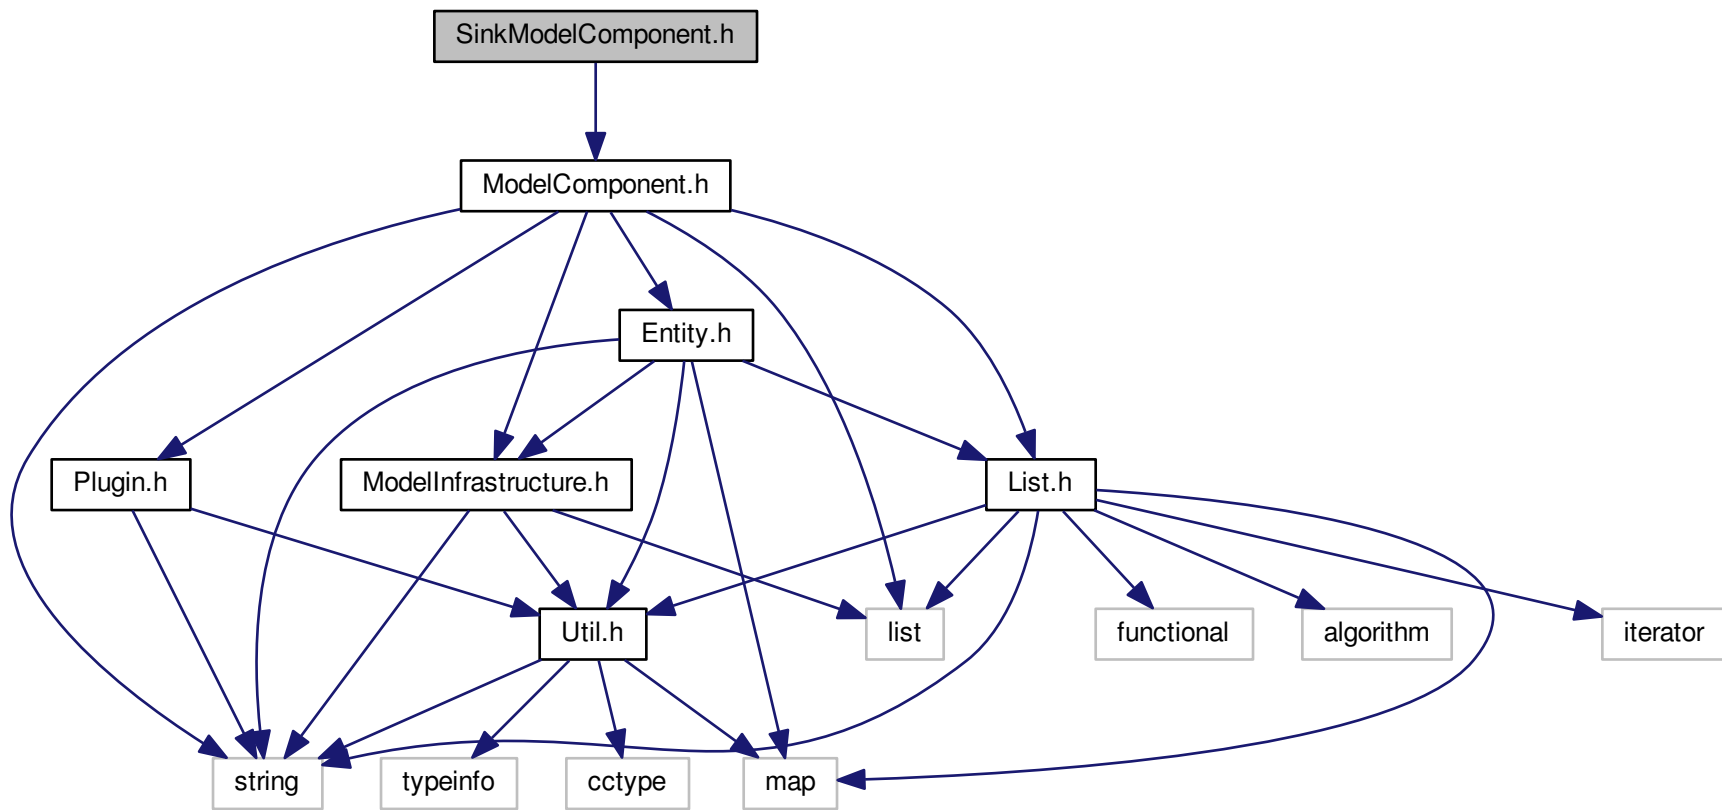 SinkModelComponent.h
ModelComponent.h
Entity.h
Plugin.h
ModelInfrastructure.h
List.h
Util.h
list
functional
algorithm
iterator
string
typeinfo
cctype
map